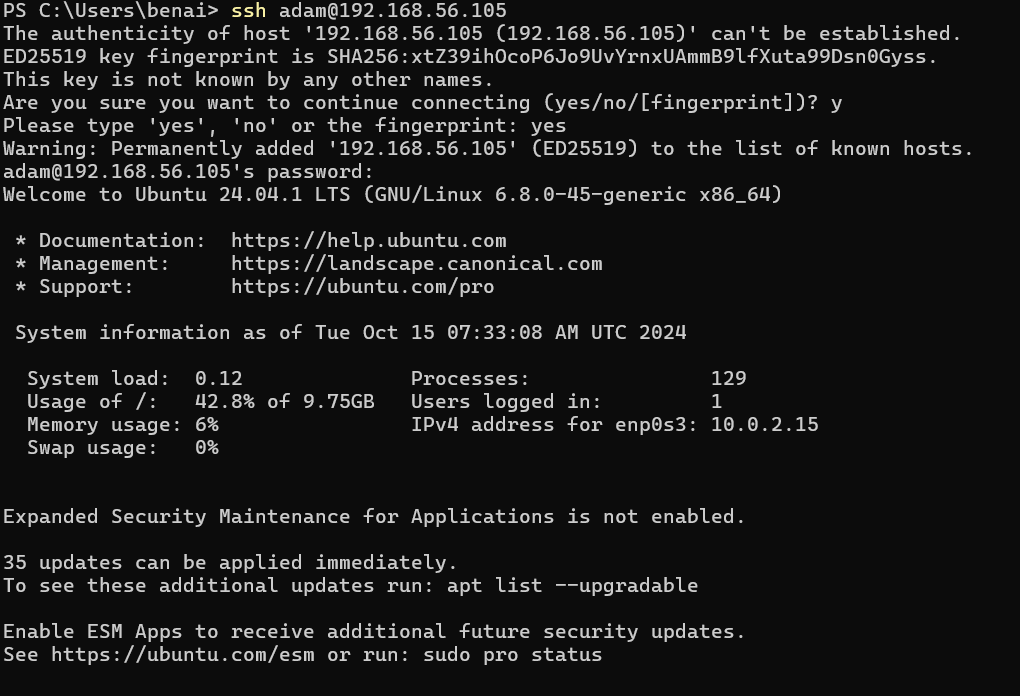 PS C:\Users\benai> ssh adam@192.168.56.105
The authenticity of host '192.168.56.105 (192.168.56.105)' can't be established.
ED25519 key fingerprint is SHA256:xtZ39ihOcoP6Jo9UvYrnxUAmmB9lfXuta99Dsn0Gyss.
This key is not known by any other names.
Are you sure you want to continue connecting (yes/no/[fingerprint])? y
Please type 'yes', 'no' or the fingerprint: yes
Warning: Permanently added '192.168.56.105' (ED25519) to the list of known hosts.
adam@192.168.56.105's password:
Welcome to Ubuntu 24.04.1 LTS (GNU/Linux 6.8.0-45-generic x86_64)
* Documentation:  https://help.ubuntu.com
* Management:     https://landscape.canonical.com
* Support:        https://ubuntu.com/pro
System information as of Tue Oct 15 07:33:08 AM UTC 2024
System load:  0.12              Processes:               129
Usage of /:   42.8% of 9.75GB   Users logged in:         1
Memory usage: 6%                IPv4 address for enp0s3: 10.0.2.15
Swap usage:   0%
Expanded Security Maintenance for Applications is not enabled.
35 updates can be applied immediately.
To see these additional updates run: apt list --upgradable
Enable ESM Apps to receive additional future security updates.
See https://ubuntu.com/esm or run: sudo pro status